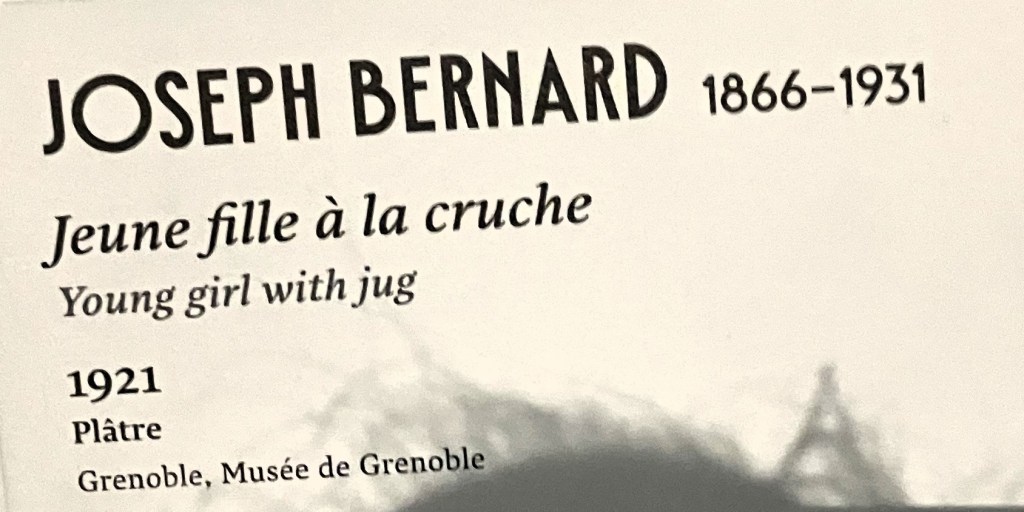 JOSEPH BERNARD 1866–1931
Jeune fille à la cruche
Young girl with jug
1921
Plâtre
Grenoble, Musée de Grenoble